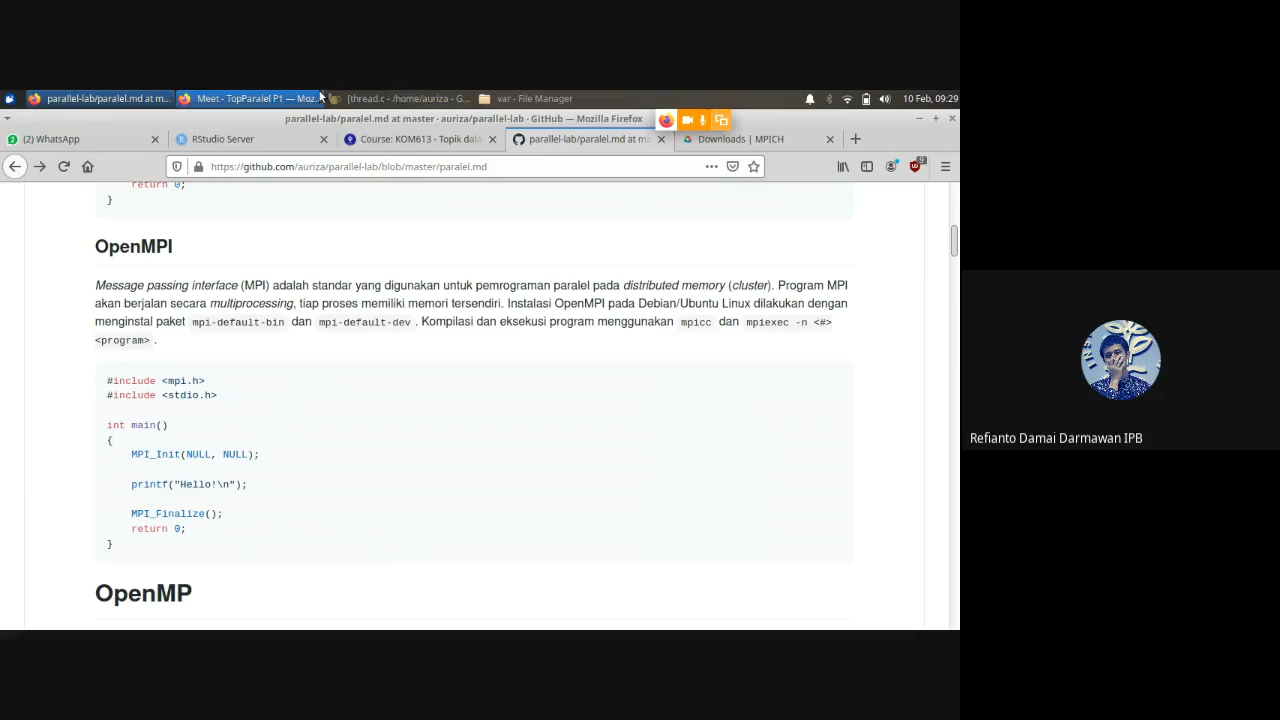 parallel-lab/paralel.md at m...
Meet - TopParalel P1 — Moz...
[thread.c - /home/auriza - G...
var - File Manager
10 Feb, 09:29
parallel-lab/paralel.md at master · auriza/parallel-lab · GitHub — Mozilla Firefox
(2) WhatsApp
RStudio Server
Course: KOM613 - Topik dala
parallel-lab/paralel.md at ma
Downloads | MPICH
https://github.com/auriza/parallel-lab/blob/master/paralel.md
return 0;
}
OpenMPI
Message passing interface (MPI) adalah standar yang digunakan untuk pemrograman paralel pada distributed memory (cluster). Program MPI
akan berjalan secara multiprocessing, tiap proses memiliki memori tersendiri. Instalasi OpenMPI pada Debian/Ubuntu Linux dilakukan dengan
menginstal paket mpi-default-bin dan mpi-default-dev . Kompilasi dan eksekusi program menggunakan mpicc dan mpiexec -n <#>
<program> .
#include <mpi.h>
#include <stdio.h>
int main()
{
MPI_Init(NULL, NULL);
printf("Hello!\n");
MPI_Finalize();
return 0;
}
OpenMP
Refianto Damai Darmawan IPB